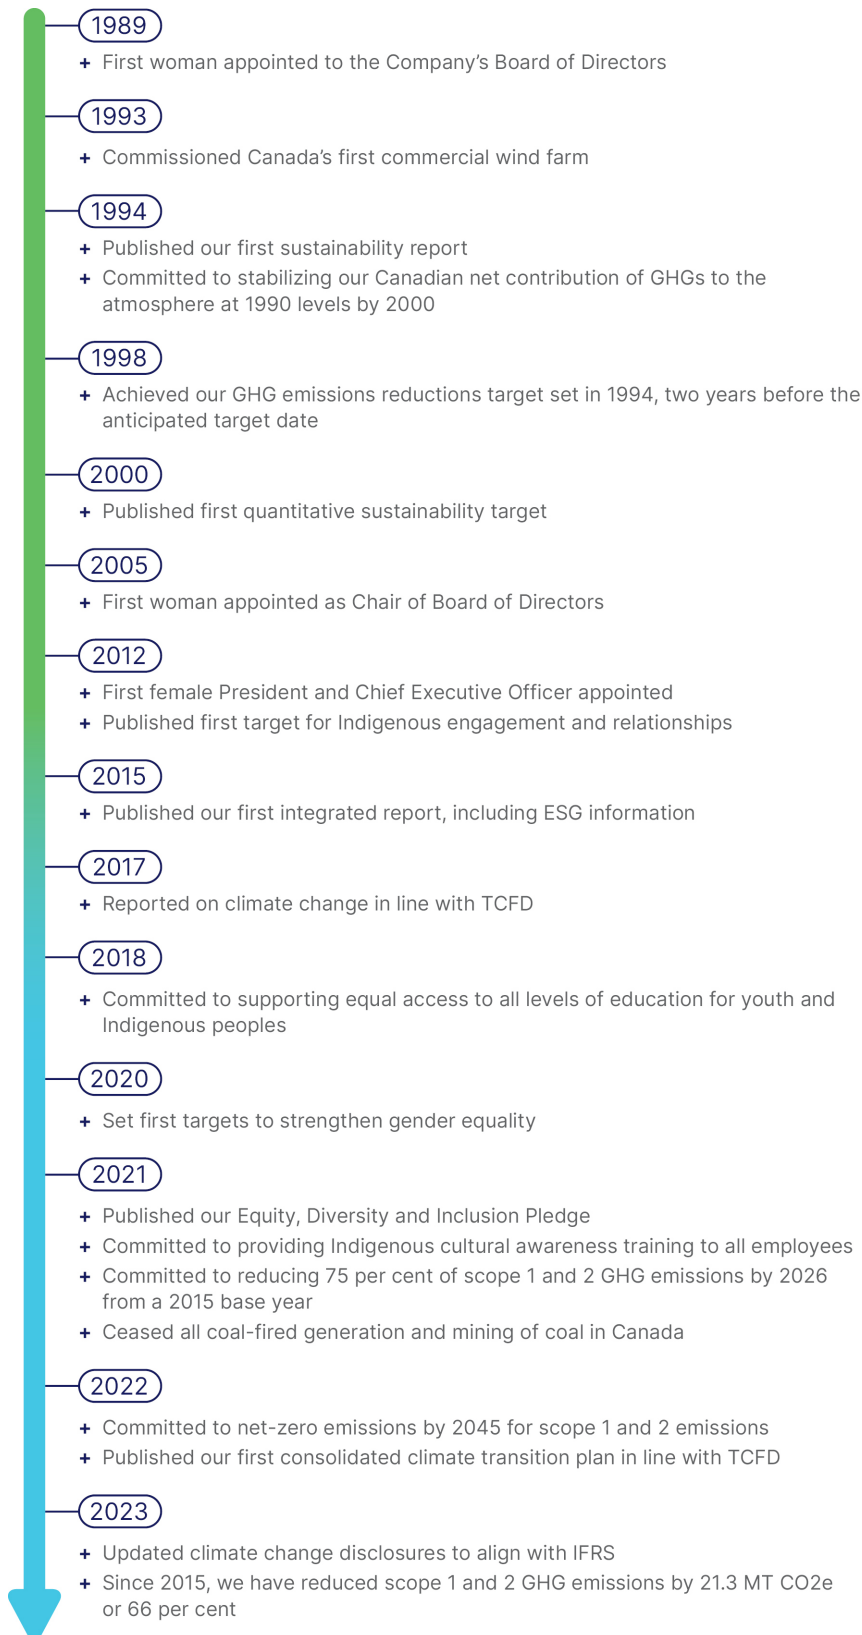 1989
+ First woman appointed to the Company’s Board of Directors
1993
+ Commissioned Canada’s first commercial wind farm
1994
+ Published our first sustainability report
+ Committed to stabilizing our Canadian net contribution of GHGs to the
atmosphere at 1990 levels by 2000
1998
+ Achieved our GHG emissions reductions target set in 1994, two years before the
anticipated target date
2000
+ Published first quantitative sustainability target
2005
+ First woman appointed as Chair of Board of Directors
2012
+ First female President and Chief Executive Officer appointed
+ Published first target for Indigenous engagement and relationships
2015
+ Published our first integrated report, including ESG information
2017
+ Reported on climate change in line with TCFD
2018
+ Committed to supporting equal access to all levels of education for youth and
Indigenous peoples
2020
+ Set first targets to strengthen gender equality
2021
+ Published our Equity, Diversity and Inclusion Pledge
+ Committed to providing Indigenous cultural awareness training to all employees
+ Committed to reducing 75 per cent of scope 1 and 2 GHG emissions by 2026
from a 2015 base year
+ Ceased all coal-fired generation and mining of coal in Canada
2022
+ Committed to net-zero emissions by 2045 for scope 1 and 2 emissions
+ Published our first consolidated climate transition plan in line with TCFD
2023
+ Updated climate change disclosures to align with IFRS
+ Since 2015, we have reduced scope 1 and 2 GHG emissions by 21.3 MT CO2e
or 66 per cent